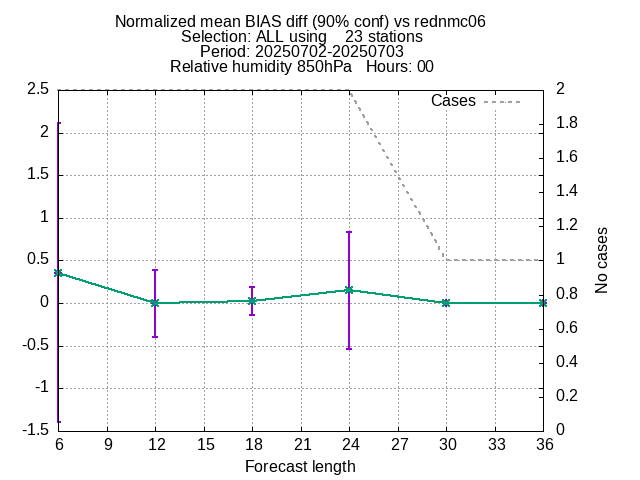 Normalized mean BIAS diff (90% conf) vs rednmc06
Selection: ALL using    23 stations
Period: 20250702-20250703
Relative humidity 850hPa   Hours: 00
Cases
2.5
2
1.5
1
0.5
0
-0.5
-1
-1.5
2
1.8
1.6
1.4
1.2
1
0.8
0.6
0.4
0.2
0
No cases
6 9 12 15 18 21 24 27 30 33 36
Forecast length